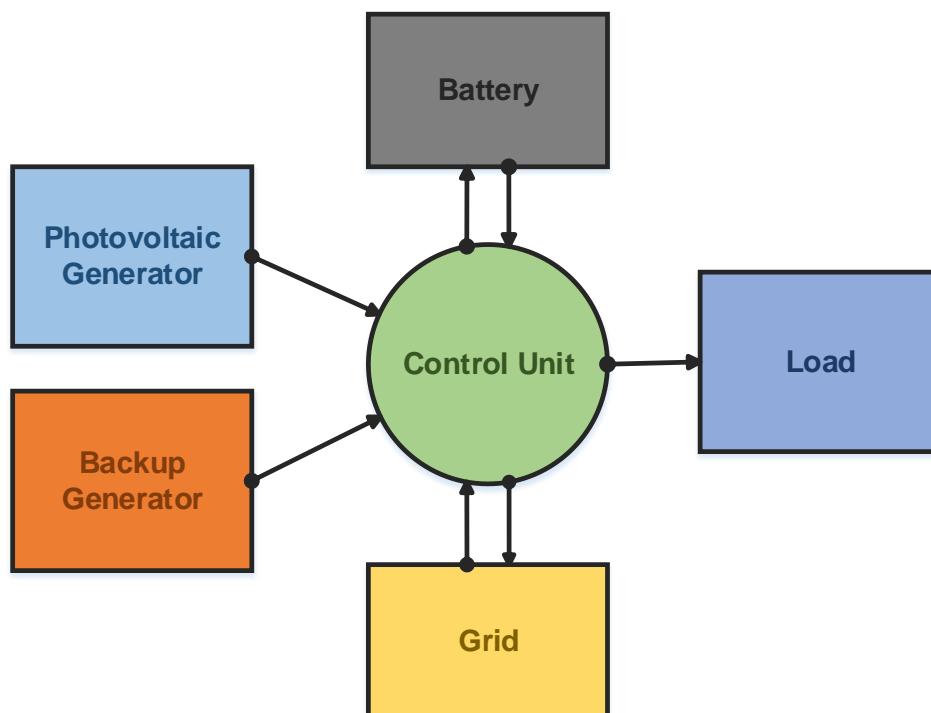 Battery
Photovoltaic
Generator
Control Unit
Load
Backup
Generator
Grid